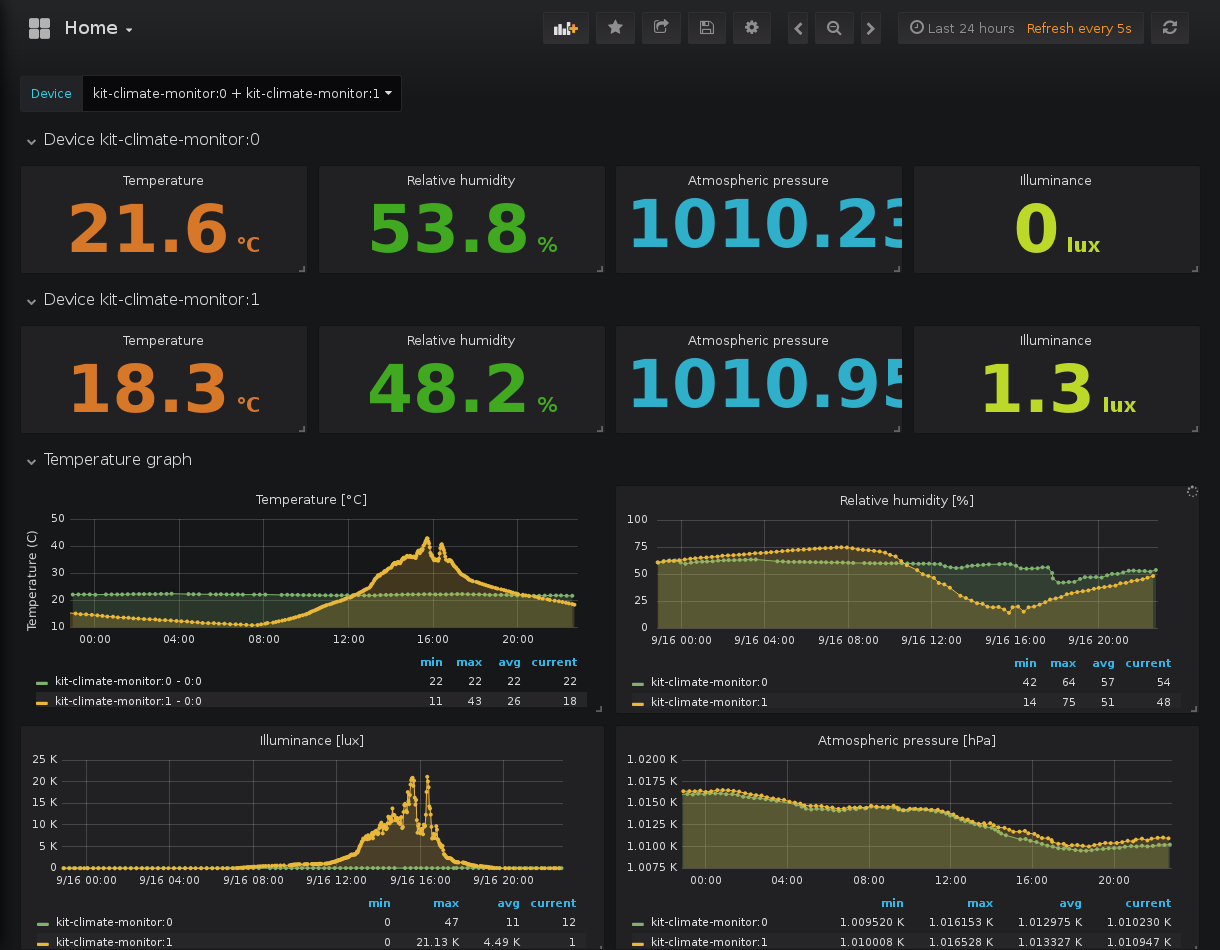 Home
Last 24 hours Refresh every 5s
Device kit-climate-monitor:0 + kit-climate-monitor:1
Device kit-climate-monitor:0
Temperature Relative humidity Atmospheric pressure Illuminance
21.6 °C 53.8 % 1010.23 0 lux
Device kit-climate-monitor:1
Temperature Relative humidity Atmospheric pressure Illuminance
18.3 °C 48.2 % 1010.95 1.3 lux
Temperature graph
Temperature [°C]
Temperature (C)
50
40
30
20
10
00:00 04:00 08:00 12:00 16:00 20:00
min max avg current
kit-climate-monitor:0 - 0:0 22 22 22 22
kit-climate-monitor:1 - 0:0 11 43 26 18
Relative humidity [%]
100
75
50
25
0
9/16 00:00 9/16 04:00 9/16 08:00 9/16 12:00 9/16 16:00 9/16 20:00
min max avg current
kit-climate-monitor:0 42 64 57 54
kit-climate-monitor:1 14 75 51 48
Illuminance [lux]
25 K
20 K
15 K
10 K
5 K
0
9/16 00:00 9/16 04:00 9/16 08:00 9/16 12:00 9/16 16:00 9/16 20:00
min max avg current
kit-climate-monitor:0 0 47 11 12
kit-climate-monitor:1 0 21.13 K 4.49 K 1
Atmospheric pressure [hPa]
1.0200 K
1.0175 K
1.0150 K
1.0125 K
1.0100 K
1.0075 K
00:00 04:00 08:00 12:00 16:00 20:00
min max avg current
kit-climate-monitor:0 1.009520 K 1.016153 K 1.012975 K 1.010230 K
kit-climate-monitor:1 1.010008 K 1.016528 K 1.013327 K 1.010947 K